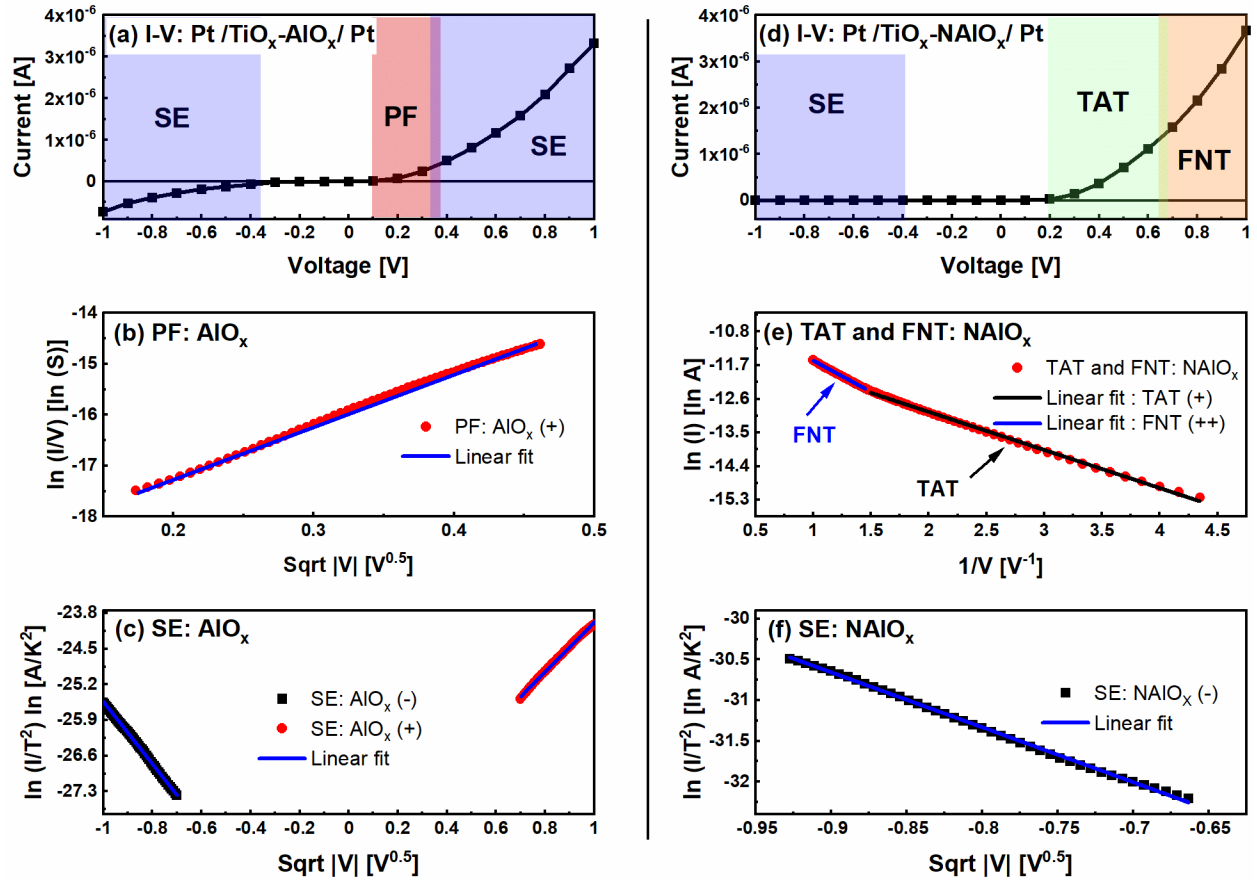 (a) I-V: Pt /TiOx-AlOx/ Pt
4x10-6
3x10-6
2x10-6
1x10-6
0
Current [A]
SE
PF
SE
-1 -0.8 -0.6 -0.4 -0.2 0 0.2 0.4 0.6 0.8 1
Voltage [V]
(b) PF: AlOx
-14
-15
-16
-17
-18
ln (I/V) [ln (S)]
PF: AlOx (+)
Linear fit
0.2 0.3 0.4 0.5
Sqrt |V| [V0.5]
(c) SE: AlOx
-23.8
-24.5
-25.2
-25.9
-26.6
-27.3
ln (I/T2) ln [A/K2]
SE: AlOx (-)
SE: AlOx (+)
Linear fit
-1 -0.8 -0.6 -0.4 -0.2 0 0.2 0.4 0.6 0.8 1
Sqrt |V| [V0.5]
(d) I-V: Pt /TiOx-NAlOx/ Pt
4x10-6
3x10-6
2x10-6
1x10-6
0
Current [A]
SE
TAT
FNT
-1 -0.8 -0.6 -0.4 -0.2 0 0.2 0.4 0.6 0.8 1
Voltage [V]
(e) TAT and FNT: NAlOx
-10.8
-11.7
-12.6
-13.5
-14.4
-15.3
ln (I) [ln A]
TAT and FNT: NAlOx
Linear fit : TAT (+)
Linear fit : FNT (++)
FNT
TAT
0.5 1 1.5 2 2.5 3 3.5 4 4.5
1/V [V-1]
(f) SE: NAlOx
-30
-30.5
-31
-31.5
-32
ln (I/T2) [ln A/K2]
SE: NAlOX (-)
Linear fit
-0.95 -0.9 -0.85 -0.8 -0.75 -0.7 -0.65
Sqrt |V| [V0.5]